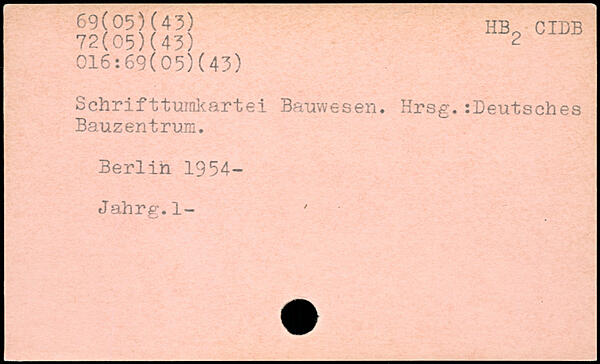 69(05)(43)
HB2 CIDB
72(05)(43)
016:69(05)(43)
Schrifttumkartei Bauwesen. Hrsg.:Deutsches
Bauzentrum.
Berlin 1954-
Jahrg.1-